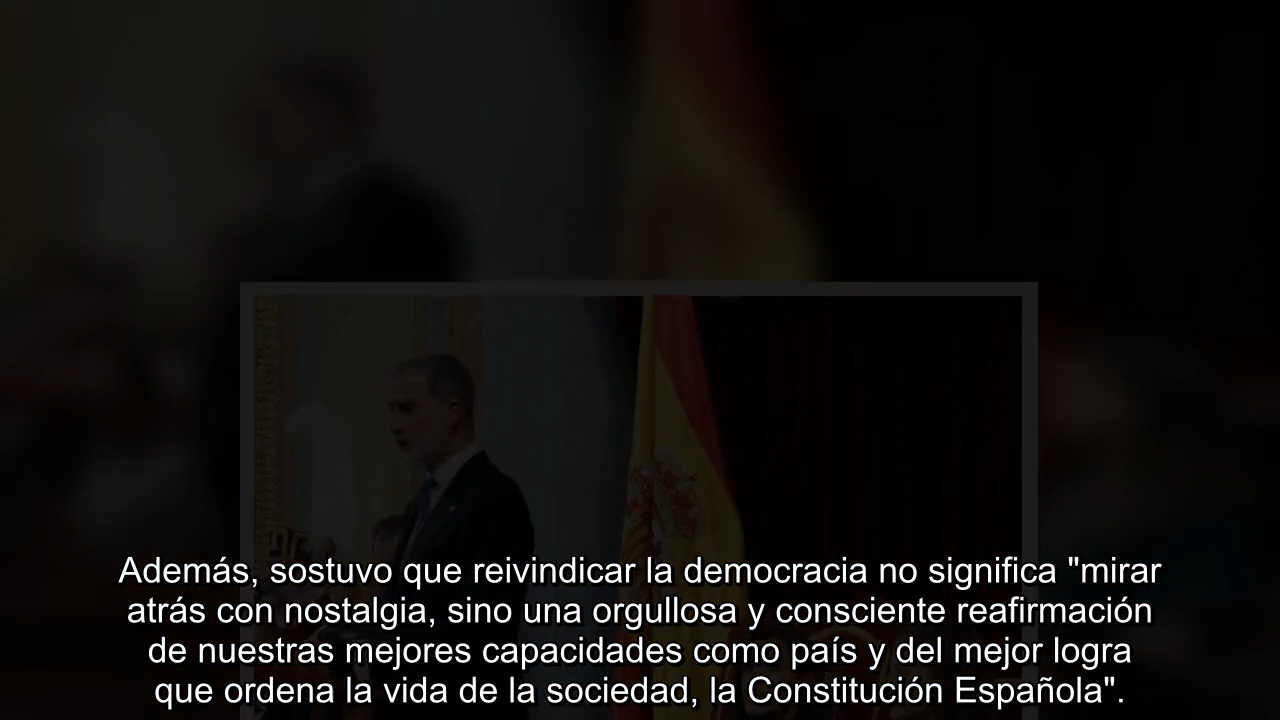 Además, sostuvo que reivindicar la democracia no significa "mirar
atrás con nostalgia, sino una orgullosa y consciente reafirmación
de nuestras mejores capacidades como país y del mejor logra
que ordena la vida de la sociedad, la Constitución Española".